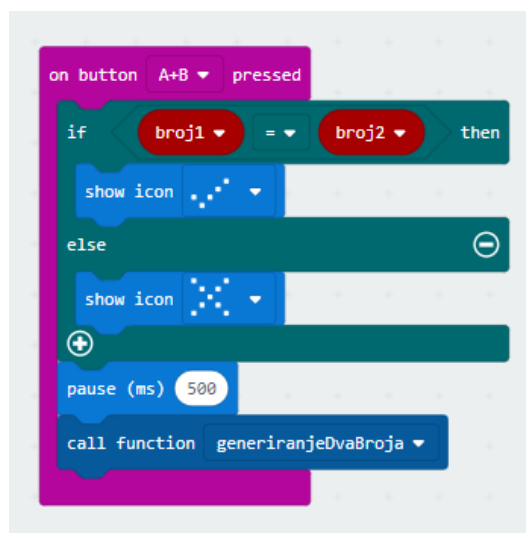 on button A+B pressed
if broj1 = broj2 then
show icon
else
show icon
pause (ms) 500
call function generiranjeDvaBroja